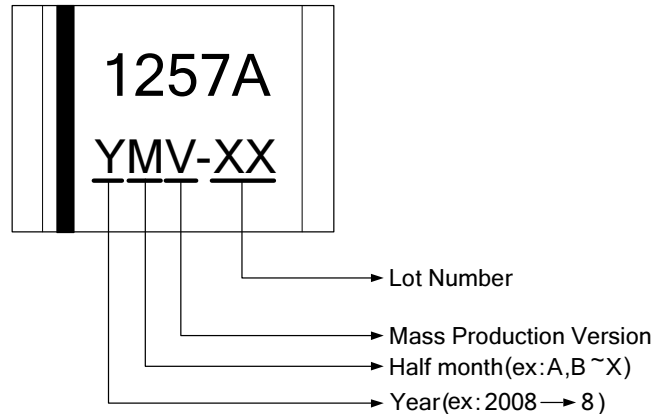 1257A
YMV-XX
Lot Number
Mass Production Version
Half month(ex:A,B ~X)
Year(ex:2008 → 8)